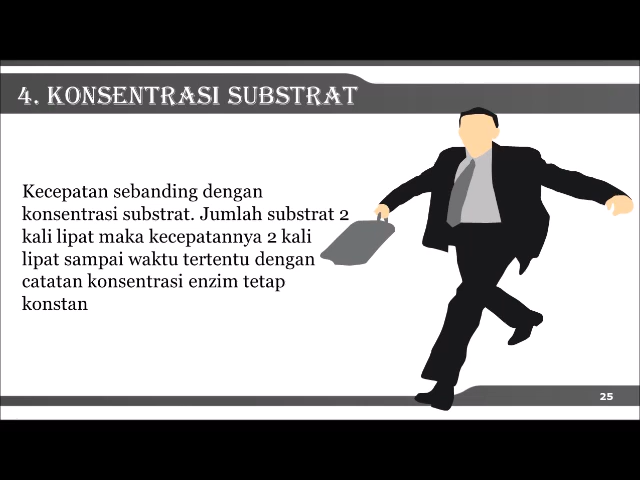 4. KONSENTRASI SUBSTRAT
Kecepatan sebanding dengan
konsentrasi substrat. Jumlah substrat 2
kali lipat maka kecepatannya 2 kali
lipat sampai waktu tertentu dengan
catatan konsentrasi enzim tetap
konstan
25